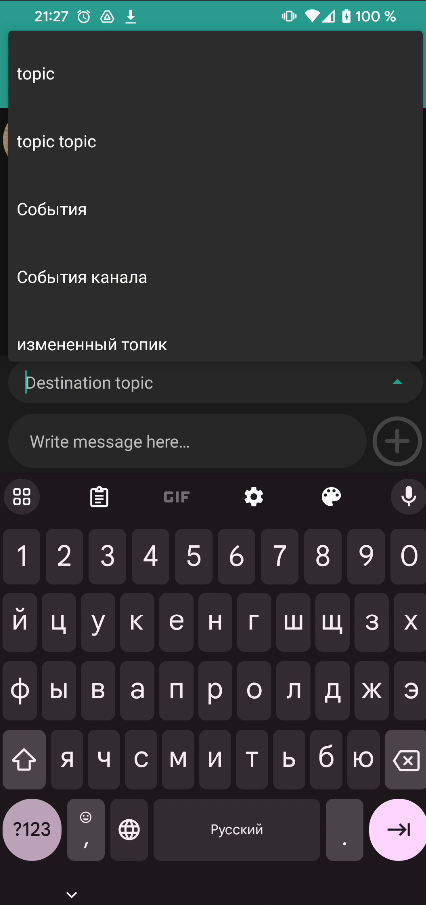 21:27 100 %
topic
topic topic
События
События канала
измененный топик
Destination topic
Write message here...
GIF
1 2 3 4 5 6 7 8 9 0
й ц у к е н г ш щ з х
ф ы в а п р о л д ж э
я ч с м и т ь б ю
?123 , Русский .